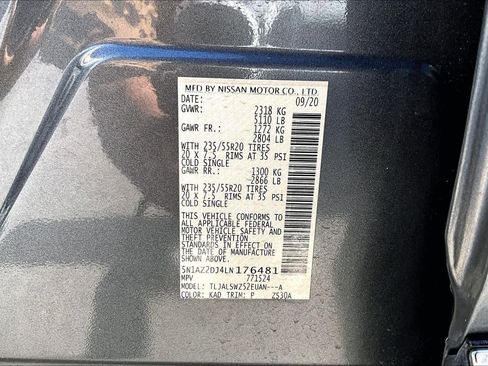 MFD BY NISSAN MOTOR CO., LTD.
09/20
GVWR: 2318 KG
5110 LB
GAWR FR.: 1272 KG
2804 LB
WITH 235/55R20 TIRES
20 X 7.5 RIMS AT 35 PSI
COLD SINGLE
GAWR RR.: 1300 KG
2866 LB
WITH 235/55R20 TIRES
20 X 7.5 RIMS AT 35 PSI
COLD SINGLE
THIS VEHICLE CONFORMS TO
ALL APPLICABLE FEDERAL
MOTOR VEHICLE SAFETY
STANDARDS IN EFFECT ON
THE DATE OF MANUFACTURE
SHOWN ABOVE.
5N1AZ2DJ4LN176481
MPV 771524
MODEL: TLJALSWZ52EUAN---A
COLOR: KAD TRIM: P Z530A